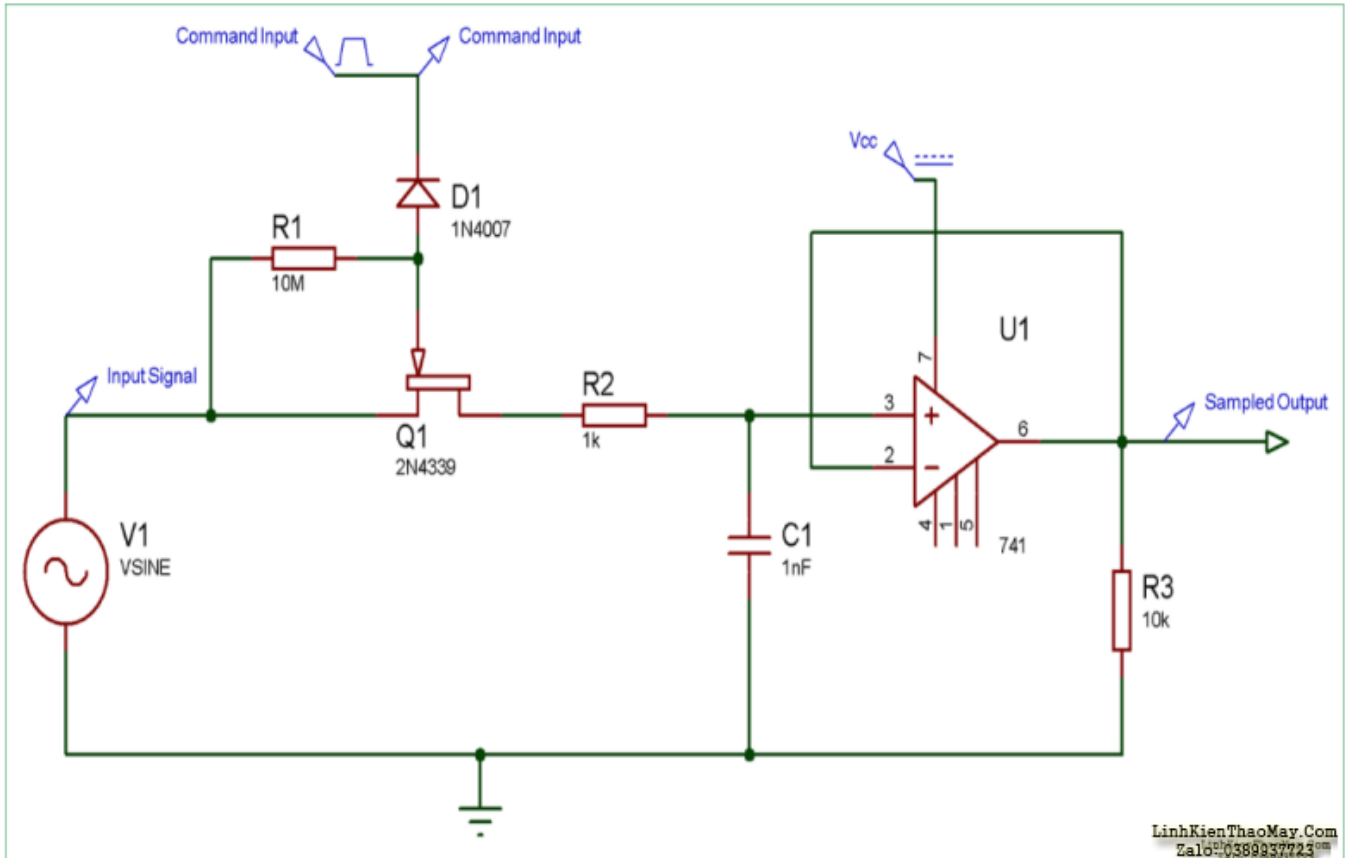 Command Input
Command Input
Vcc
D1
1N4007
R1
10M
U1
7
Input Signal
R2
1k
3
+
Sampled Output
6
Q1
2N4339
2
−
V1
VSINE
C1
1nF
4
1
5
741
R3
10k
LinhKienThaoMay.Com
Zalo: 0389937723